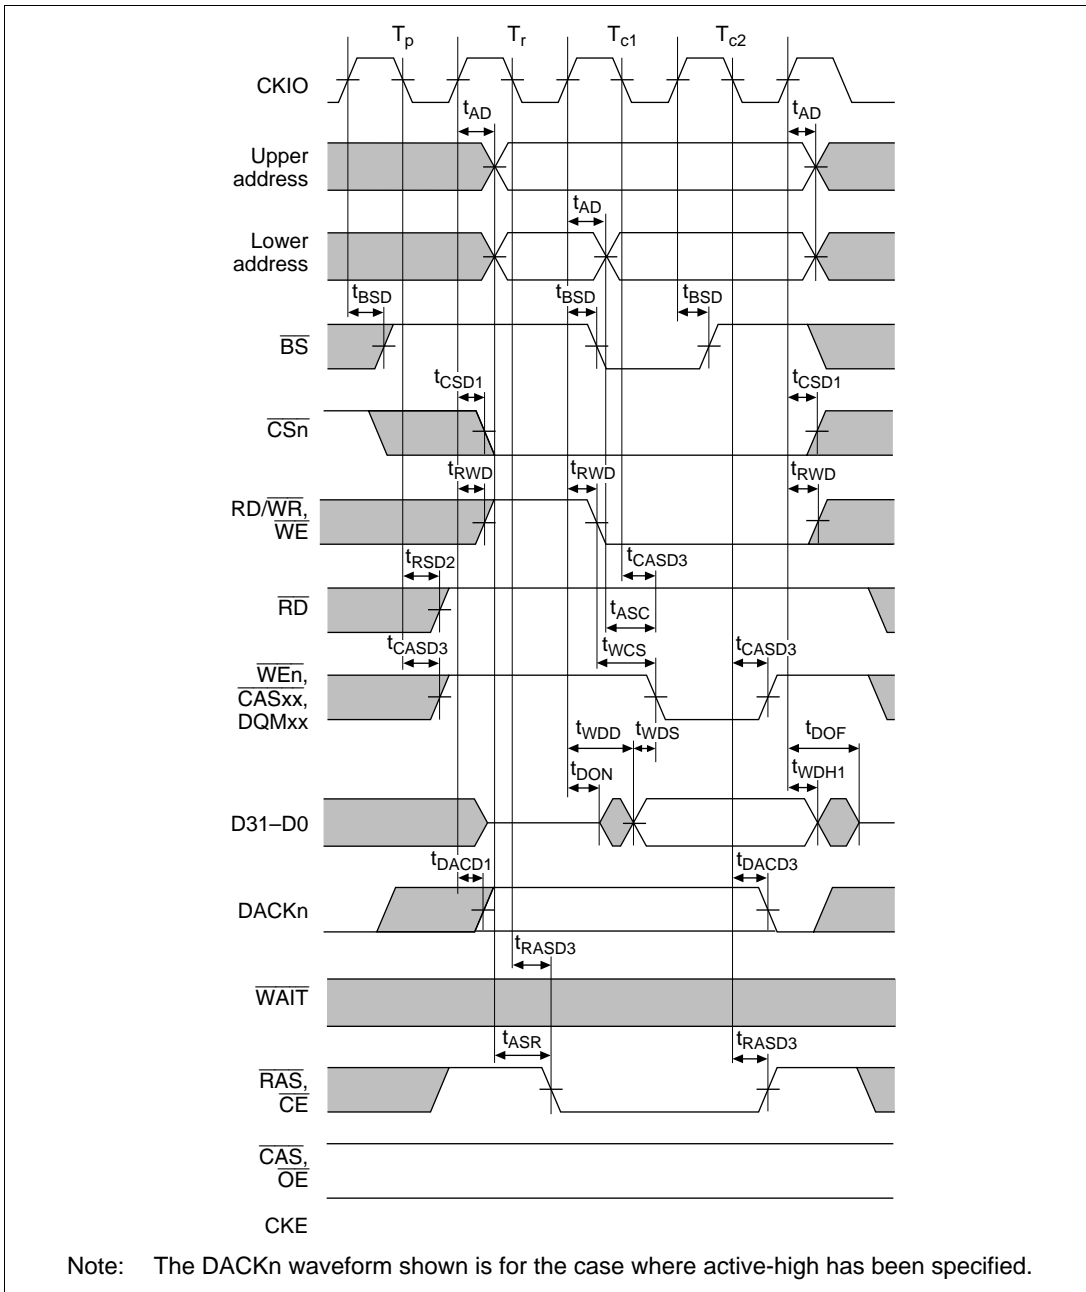 Tp Tr Tc1 Tc2
CKIO
tAD tAD
Upper
address
tAD
Lower
address
tBSD tBSD tBSD
BS
tCSD1 tCSD1
CSn
tRWD tRWD tRWD
RD/WR,
WE
tRSD2 tCASD3
RD
tASC
tCASD3 tWCS tCASD3
WEn,
CASxx,
DQMxx
tWDD tWDS tDOF
tDON tWDH1
D31–D0
tDACD1 tDACD3
DACKn
tRASD3
WAIT
tASR tRASD3
RAS,
CE
CAS,
OE
CKE
Note: The DACKn waveform shown is for the case where active-high has been specified.